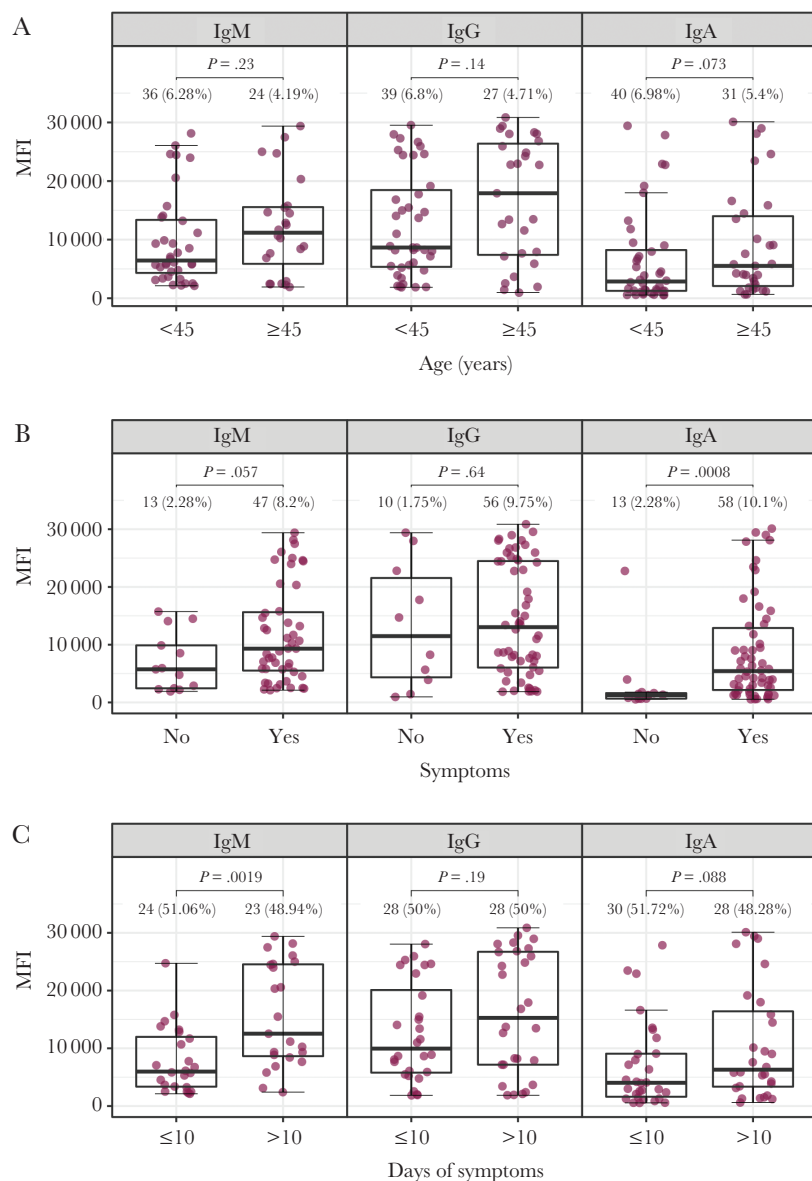 A
IgM IgG IgA
P = .23 P = .14 P = .073
36 (6.28%) 24 (4.19%) 39 (6.8%) 27 (4.71%) 40 (6.98%) 31 (5.4%)
30 000
20 000
10 000
0
MFI
<45 ≥45 <45 ≥45 <45 ≥45
Age (years)
B
IgM IgG IgA
P = .057 P = .64 P = .0008
13 (2.28%) 47 (8.2%) 10 (1.75%) 56 (9.75%) 13 (2.28%) 58 (10.1%)
30 000
20 000
10 000
0
MFI
No Yes No Yes No Yes
Symptoms
C
IgM IgG IgA
P = .0019 P = .19 P = .088
24 (51.06%) 23 (48.94%) 28 (50%) 28 (50%) 30 (51.72%) 28 (48.28%)
30 000
20 000
10 000
0
MFI
≤10 >10 ≤10 >10 ≤10 >10
Days of symptoms